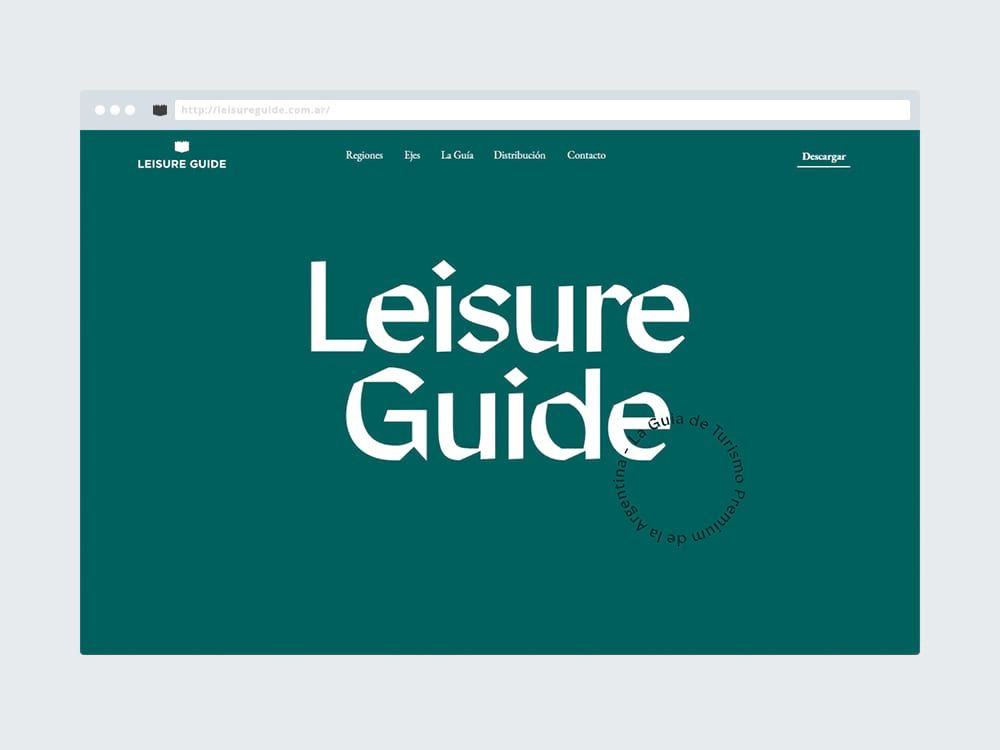 http://leisureguide.com.ar/
LEISURE GUIDE
Regiones
Ejes
La Guía
Distribución
Contacto
Descargar
Leisure
Guide
La Guia de Turismo Premium de la Argentina -